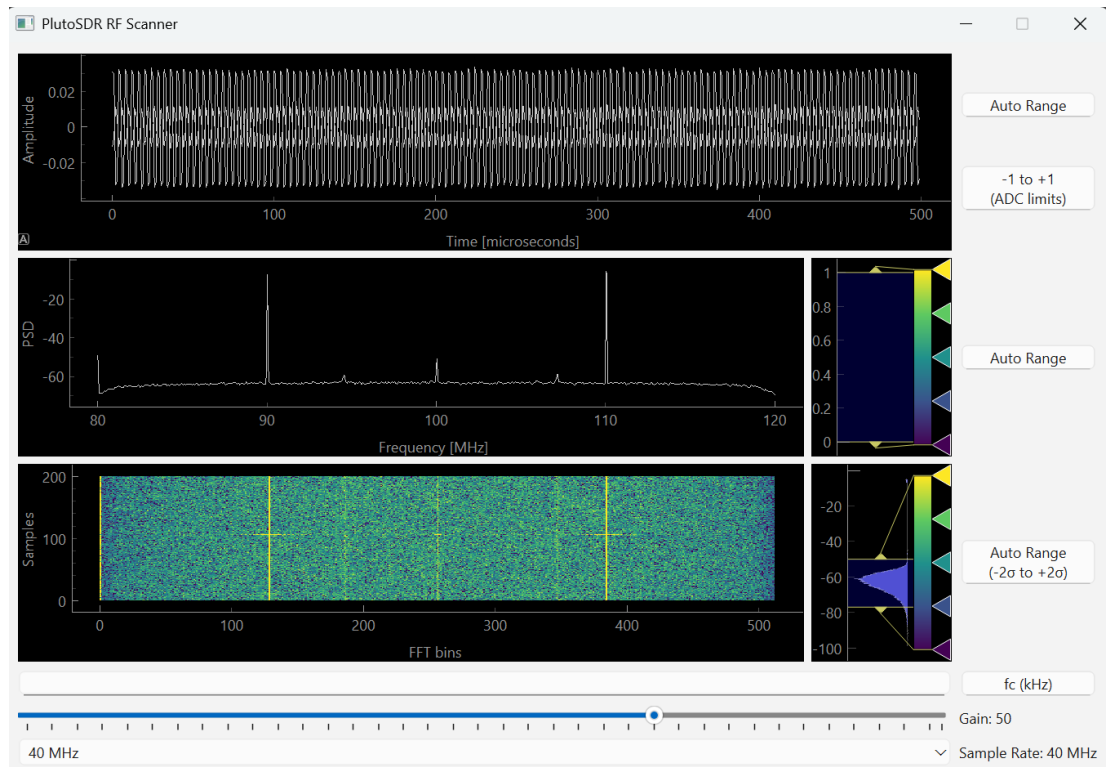 PlutoSDR RF Scanner
Amplitude
0.02
0
-0.02
0 100 200 300 400 500
Time [microseconds]
A
Auto Range
-1 to +1
(ADC limits)
PSD
-20
-40
-60
80 90 100 110 120
Frequency [MHz]
1
0.8
0.6
0.4
0.2
0
Auto Range
Samples
200
100
0
0 100 200 300 400 500
FFT bins
-20
-40
-60
-80
-100
Auto Range
(-2σ to +2σ)
fc (kHz)
Gain: 50
40 MHz
Sample Rate: 40 MHz